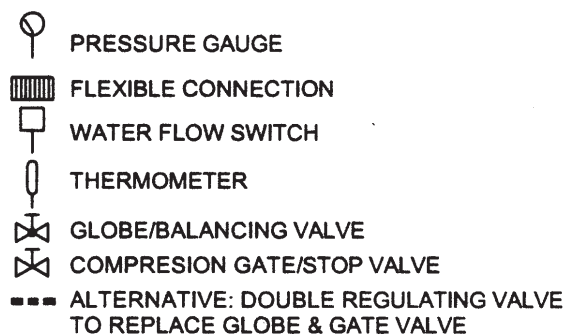 PRESSURE GAUGE
FLEXIBLE CONNECTION
WATER FLOW SWITCH
THERMOMETER
GLOBE/BALANCING VALVE
COMPRESION GATE/STOP VALVE
ALTERNATIVE: DOUBLE REGULATING VALVE
TO REPLACE GLOBE & GATE VALVE